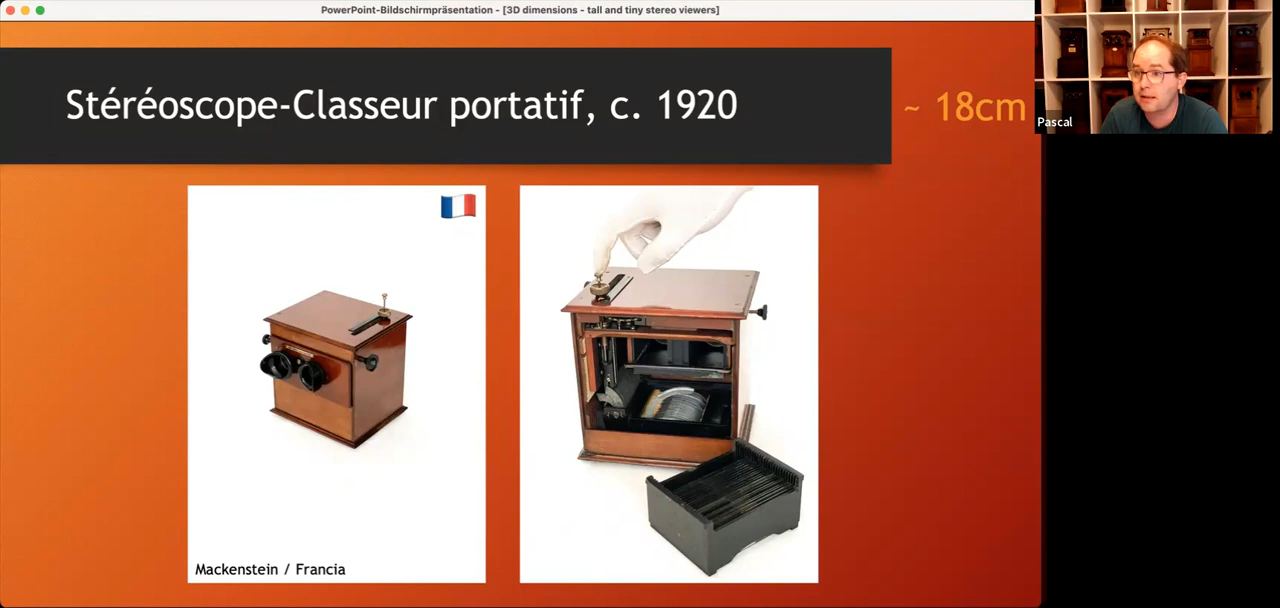 PowerPoint-Bildschirmpräsentation - [3D dimensions - tall and tiny stereo viewers]
Stéréoscope-Classeur portatif, c. 1920
~ 18cm
Pascal
Mackenstein / Francia